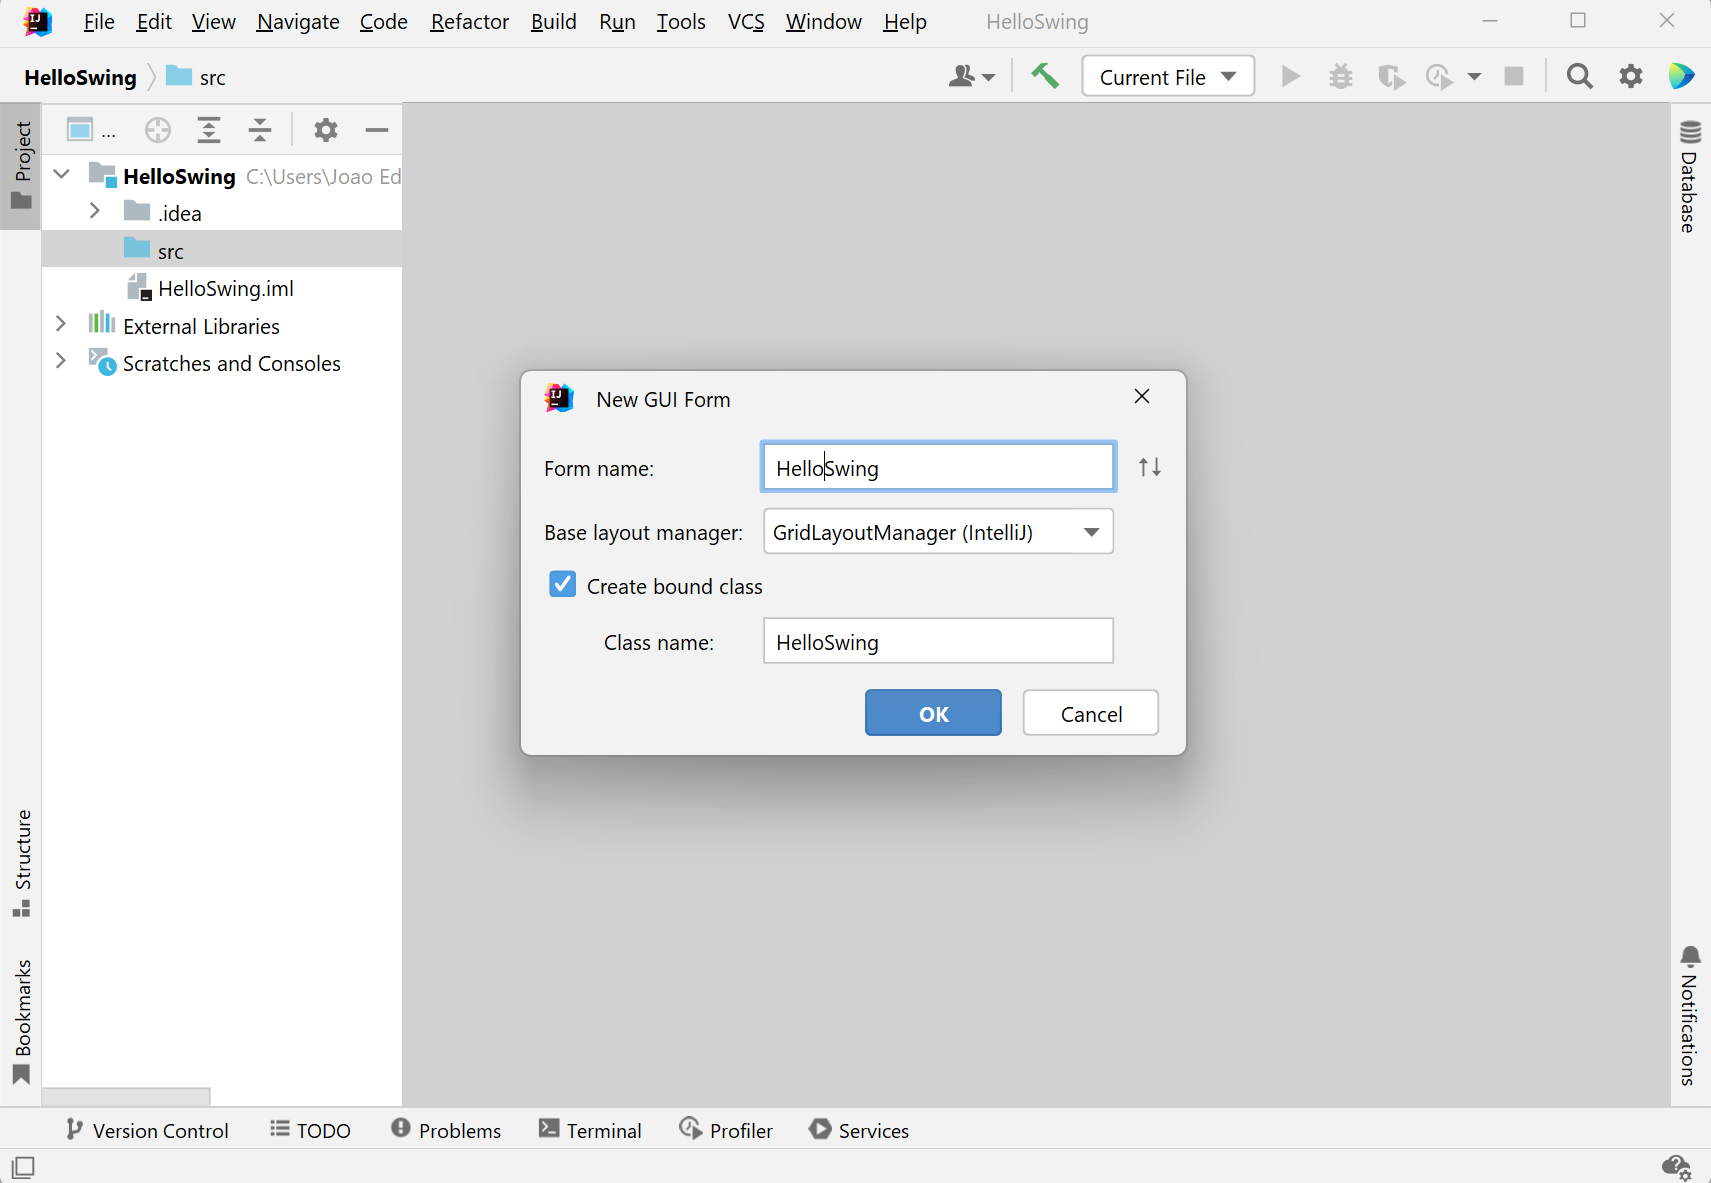 File Edit View Navigate Code Refactor Build Run Tools VCS Window Help HelloSwing
HelloSwing src Current File
Project
...
HelloSwing C:\Users\Joao Ed
.idea
src
HelloSwing.iml
External Libraries
Scratches and Consoles
Database
New GUI Form
Form name: HelloSwing
Base layout manager: GridLayoutManager (IntelliJ)
Create bound class
Class name: HelloSwing
OK Cancel
Structure
Bookmarks
Notifications
Version Control TODO Problems Terminal Profiler Services